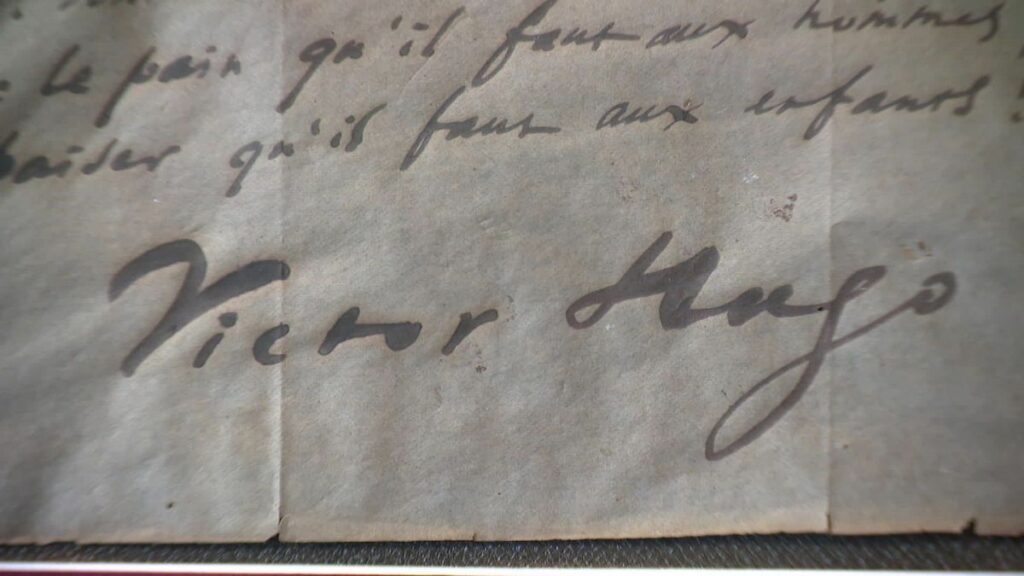 le pain qu'il faut aux hommes,
baiser qu'il faut aux enfants !
Victor Hugo